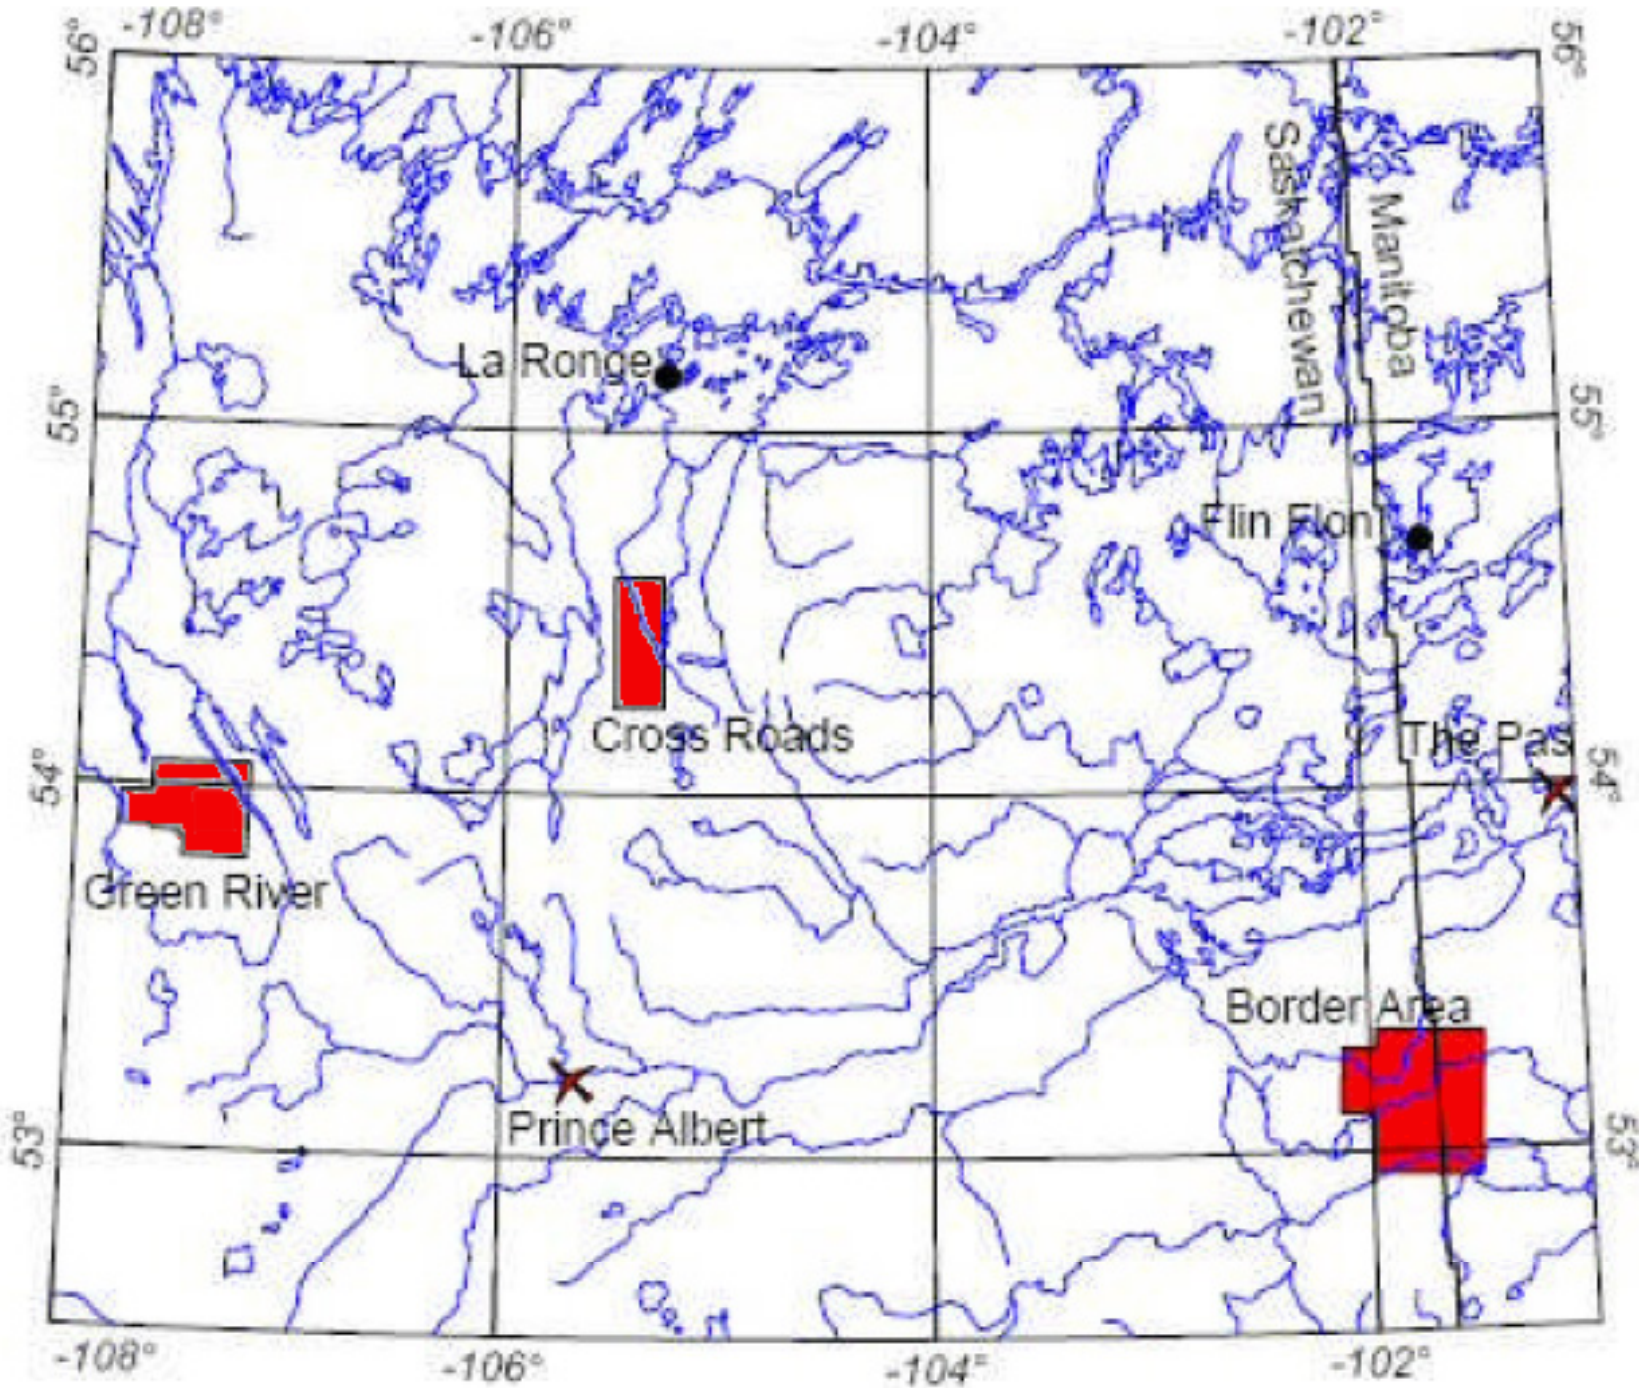 -108°
-106°
-104°
-102°
56°
56°
Saskatchewan
Manitoba
La Ronge
55°
55°
Flin Flon
Cross Roads
The Pas
54°
54°
Green River
Border Area
Prince Albert
53°
53°
-108°
-106°
-104°
-102°